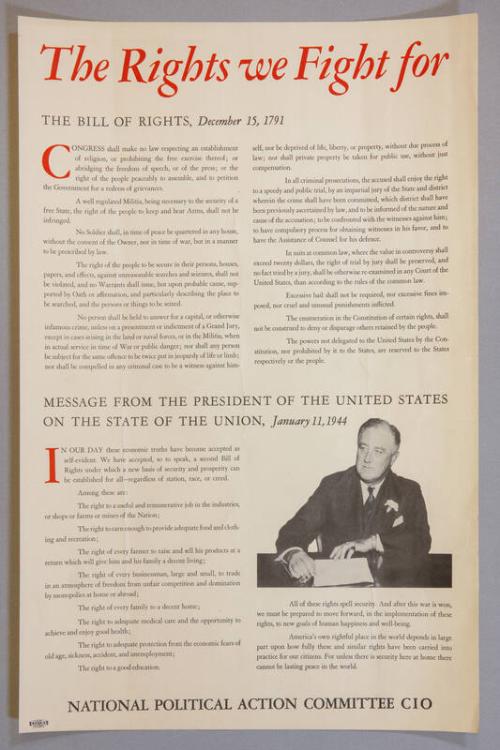 The Rights we Fight for
THE BILL OF RIGHTS, December 15, 1791
CONGRESS shall make no law respecting an establishment
of religion, or prohibiting the free exercise thereof; or
abridging the freedom of speech, or of the press; or the
right of the people peaceably to assemble, and to petition
the Government for a redress of grievances.
A well regulated Militia, being necessary to the security of a
free State, the right of the people to keep and bear Arms, shall not be
infringed.
No Soldier shall, in time of peace be quartered in any house,
without the consent of the Owner, nor in time of war, but in a manner
to be prescribed by law.
The right of the people to be secure in their persons, houses,
papers, and effects, against unreasonable searches and seizures, shall not
be violated, and no Warrants shall issue, but upon probable cause, sup-
ported by Oath or affirmation, and particularly describing the place to
be searched, and the persons or things to be seized.
No person shall be held to answer for a capital, or otherwise
infamous crime, unless on a presentment or indictment of a Grand Jury,
except in cases arising in the land or naval forces, or in the Militia, when
in actual service in time of War or public danger; nor shall any person
be subject for the same offence to be twice put in jeopardy of life or limb;
nor shall be compelled in any criminal case to be a witness against him-
self, nor be deprived of life, liberty, or property, without due process of
law; nor shall private property be taken for public use, without just
compensation.
In all criminal prosecutions, the accused shall enjoy the right
to a speedy and public trial, by an impartial jury of the State and district
wherein the crime shall have been committed, which district shall have
been previously ascertained by law, and to be informed of the nature and
cause of the accusation; to be confronted with the witnesses against him;
to have compulsory process for obtaining witnesses in his favor, and to
have the Assistance of Counsel for his defence.
In suits at common law, where the value in controversy shall
exceed twenty dollars, the right of trial by jury shall be preserved, and
no fact tried by a jury, shall be otherwise re-examined in any Court of the
United States, than according to the rules of the common law.
Excessive bail shall not be required, nor excessive fines im-
posed, nor cruel and unusual punishments inflicted.
The enumeration in the Constitution of certain rights, shall
not be construed to deny or disparage others retained by the people.
The powers not delegated to the United States by the Con-
stitution, nor prohibited by it to the States, are reserved to the States
respectively or the people.
MESSAGE FROM THE PRESIDENT OF THE UNITED STATES
ON THE STATE OF THE UNION, January 11, 1944
IN OUR DAY these economic truths have become accepted as
self-evident. We have accepted, so to speak, a second Bill of
Rights under which a new basis of security and prosperity can
be established for all—regardless of station, race, or creed.
Among these are:
The right to a useful and remunerative job in the industries,
or shops or farms or mines of the Nation;
The right to earn enough to provide adequate food and cloth-
ing and recreation;
The right of every farmer to raise and sell his products at a
return which will give him and his family a decent living;
The right of every businessman, large and small, to trade
in an atmosphere of freedom from unfair competition and domination
by monopolies at home or abroad;
The right of every family to a decent home;
The right to adequate medical care and the opportunity to
achieve and enjoy good health;
The right to adequate protection from the economic fears of
old age, sickness, accident, and unemployment;
The right to a good education.
All of these rights spell security. And after this war is won,
we must be prepared to move forward, in the implementation of these
rights, to new goals of human happiness and well-being.
America's own rightful place in the world depends in large
part upon how fully these and similar rights have been carried into
practice for our citizens. For unless there is security here at home there
cannot be lasting peace in the world.
NATIONAL POLITICAL ACTION COMMITTEE CIO